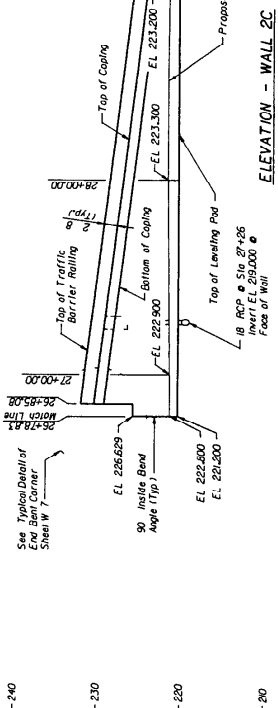 240
230
220
210
See Typical Detail of
End Bent Corner
Sheet W 7
26+78.83
Match Line
26+85.08
27+00.00
28+00.00
Top of Traffic
Barrier Railing
2
8
(Typ.)
Top of Coping
Bottom of Coping
EL 226.629
90 Inside Bend
Angle (Typ)
EL 222.800
EL 221.200
EL 222.900
EL 223.300
EL 223.200
Top of Leveling Pad
18 RCP @ Sta 27+26
Invert EL 219.000 @
Face of Wall
Propos
ELEVATION - WALL 2C